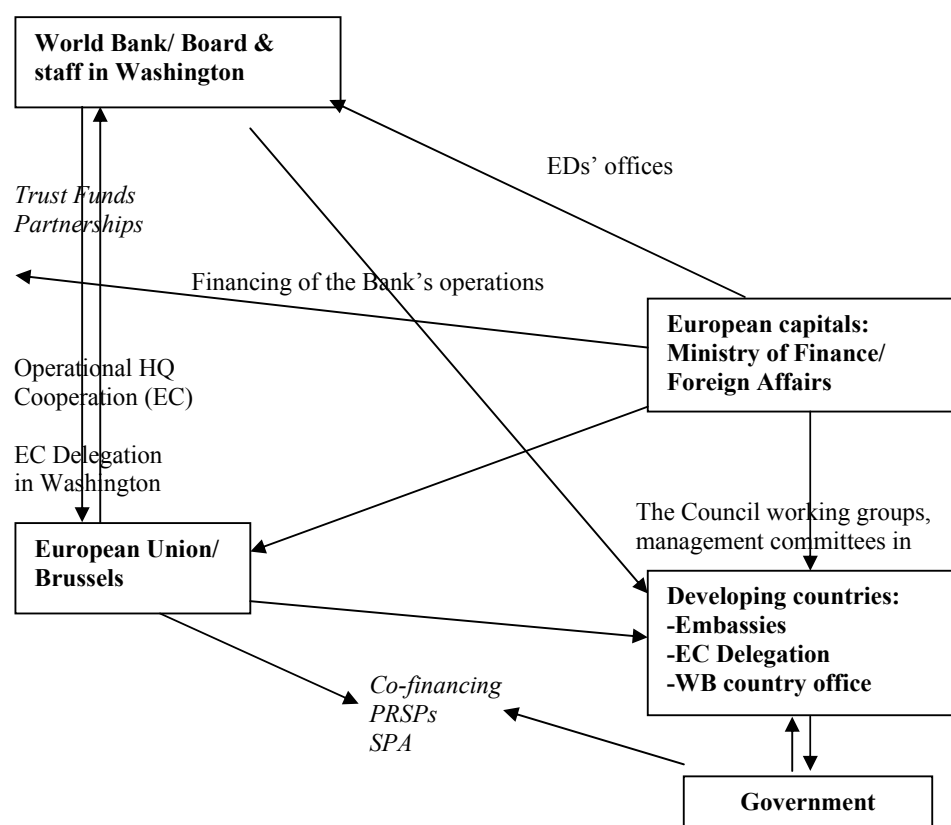 World Bank/ Board &
staff in Washington
EDs’ offices
Trust Funds
Partnerships
Financing of the Bank’s operations
European capitals:
Ministry of Finance/
Foreign Affairs
Operational HQ
Cooperation (EC)
EC Delegation
in Washington
The Council working groups,
management committees in
European Union/
Brussels
Developing countries:
-Embassies
-EC Delegation
-WB country office
Co-financing
PRSPs
SPA
Government